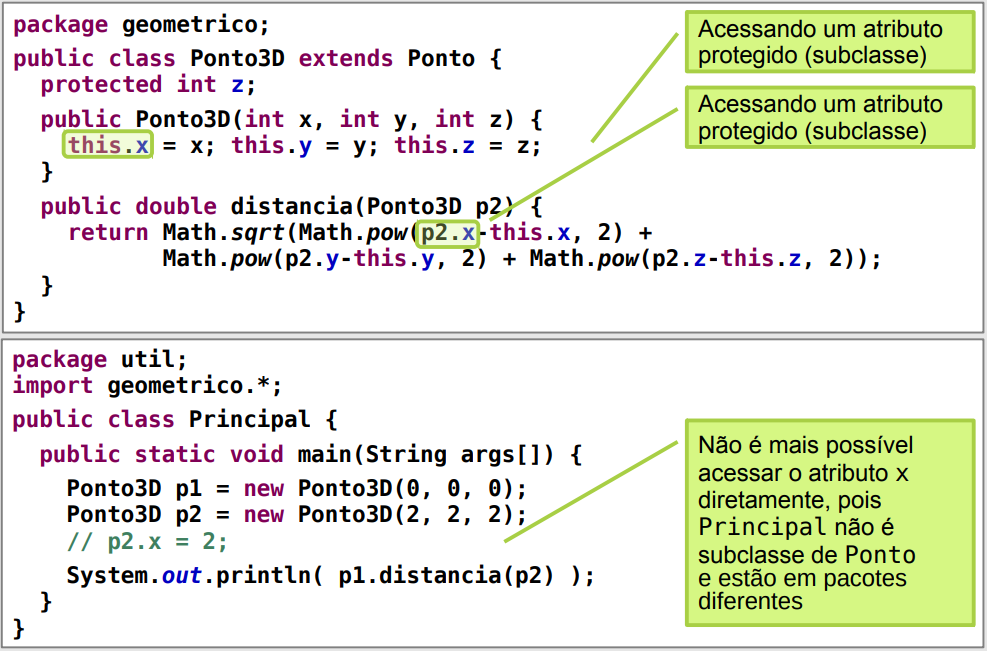 package geometrico;
public class Ponto3D extends Ponto {
protected int z;
public Ponto3D(int x, int y, int z) {
this.x = x; this.y = y; this.z = z;
}
public double distancia(Ponto3D p2) {
return Math.sqrt(Math.pow(p2.x-this.x, 2) +
Math.pow(p2.y-this.y, 2) + Math.pow(p2.z-this.z, 2));
}
}
Acessando um atributo
protegido (subclasse)
Acessando um atributo
protegido (subclasse)
package util;
import geometrico.*;
public class Principal {
public static void main(String args[]) {
Ponto3D p1 = new Ponto3D(0, 0, 0);
Ponto3D p2 = new Ponto3D(2, 2, 2);
// p2.x = 2;
System.out.println( p1.distancia(p2) );
}
}
Não é mais possível
acessar o atributo x
diretamente, pois
Principal não é
subclasse de Ponto
e estão em pacotes
diferentes